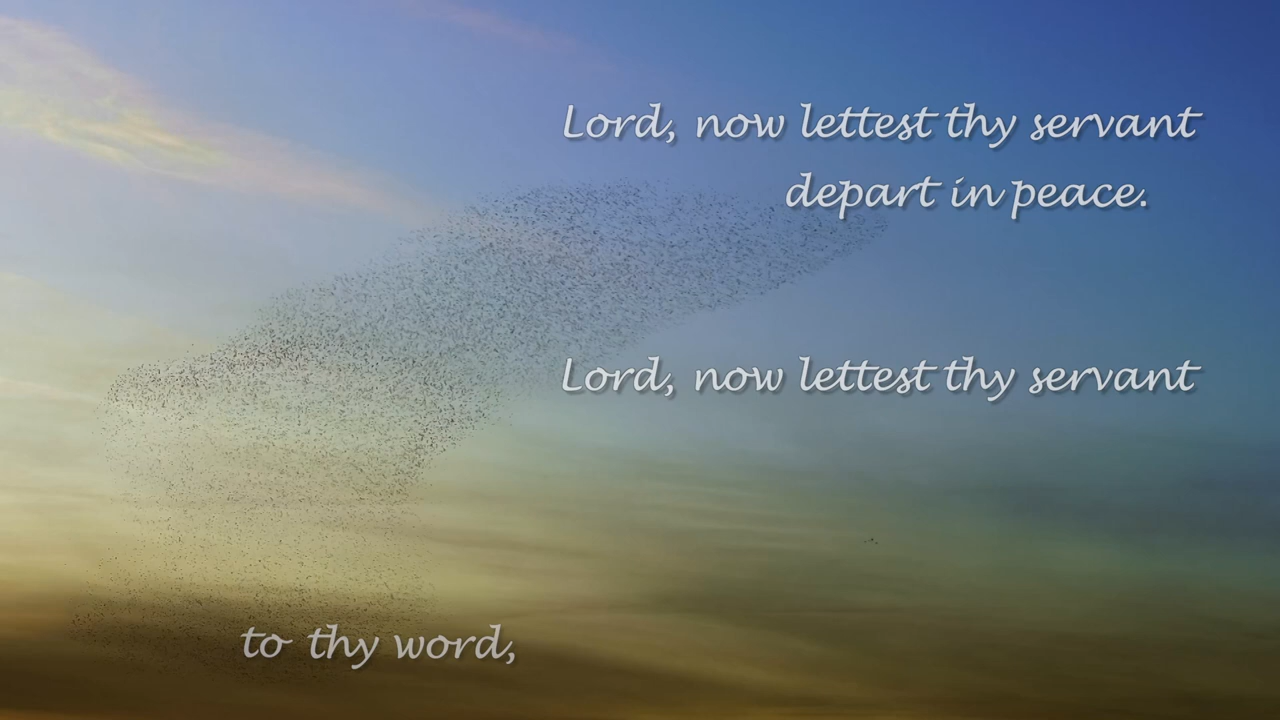 Lord, now lettest thy servant
depart in peace.
Lord, now lettest thy servant
to thy word,